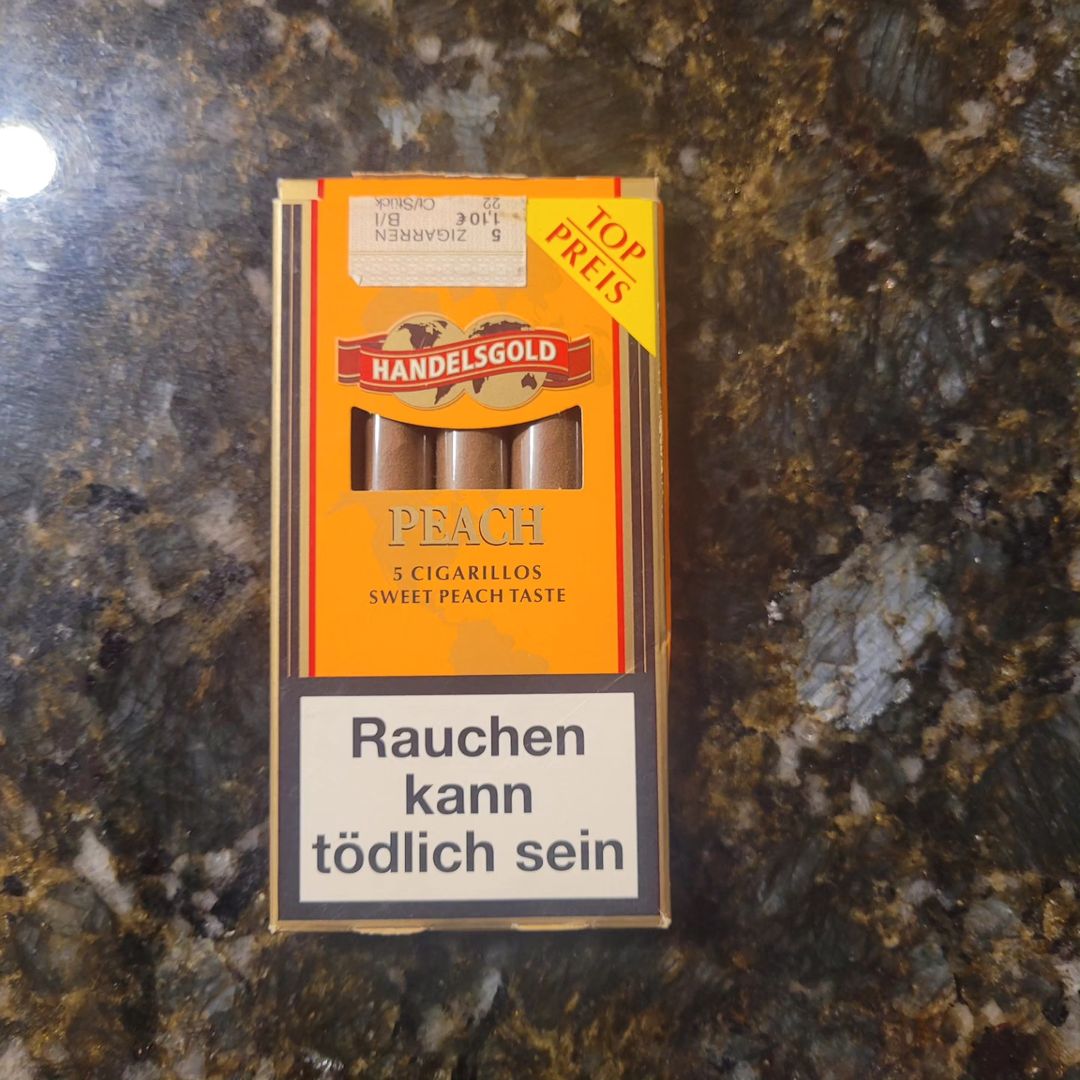 5 ZIGARREN
1,10 € B/I
22 Ct/Stück
TOP
PREIS
HANDELSGOLD
PEACH
5 CIGARILLOS
SWEET PEACH TASTE
Rauchen
kann
tödlich sein